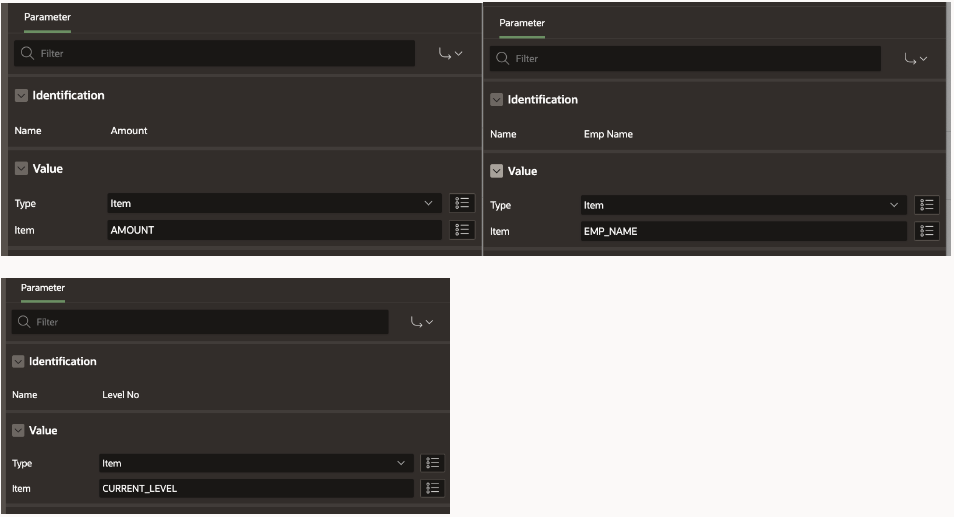 Parameter
Filter
Identification
Name Amount
Value
Type Item
Item AMOUNT
Parameter
Filter
Identification
Name Emp Name
Value
Type Item
Item EMP_NAME
Parameter
Filter
Identification
Name Level No
Value
Type Item
Item CURRENT_LEVEL